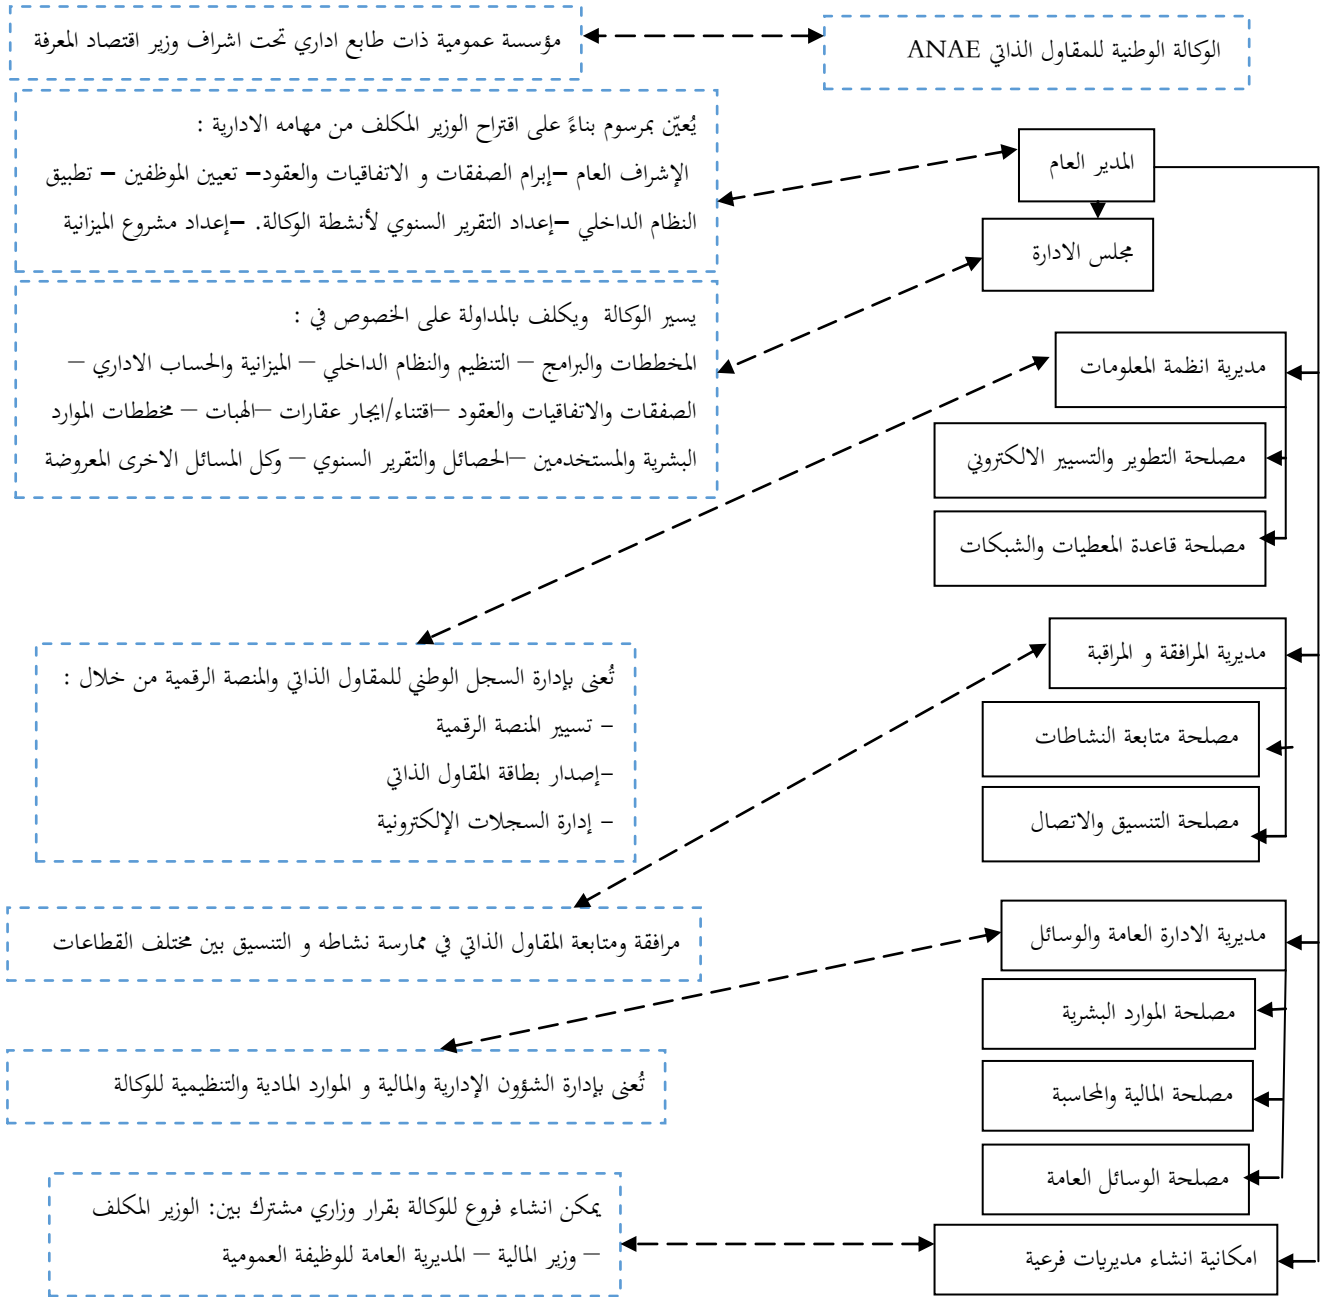 الوكالة الوطنية للمقاول الذاتي ANAE
مؤسسة عمومية ذات طابع اداري تحت اشراف وزير اقتصاد المعرفة
المدير العام
يُعيّن بمرسوم بناءً على اقتراح الوزير المكلف من مهامه الادارية :
الإشراف العام –إبرام الصفقات و الاتفاقيات والعقود– تعيين الموظفين – تطبيق
النظام الداخلي –إعداد التقرير السنوي لأنشطة الوكالة. –إعداد مشروع الميزانية
مجلس الادارة
يسير الوكالة ويكلف بالمداولة على الخصوص في :
المخططات والبرامج – التنظيم والنظام الداخلي – الميزانية والحساب الاداري –
الصفقات والاتفاقيات والعقود –اقتناء/ايجار عقارات –الهبات – مخططات الموارد
البشرية والمستخدمين –الحصائل والتقرير السنوي – وكل المسائل الاخرى المعروضة
مديرية انظمة المعلومات
مصلحة التطوير والتسيير الالكتروني
مصلحة قاعدة المعطيات والشبكات
تُعنى بإدارة السجل الوطني للمقاول الذاتي والمنصة الرقمية من خلال :
- تسيير المنصة الرقمية
-إصدار بطاقة المقاول الذاتي
- إدارة السجلات الإلكترونية
مديرية المرافقة و المراقبة
مصلحة متابعة النشاطات
مصلحة التنسيق والاتصال
مرافقة ومتابعة المقاول الذاتي في ممارسة نشاطه و التنسيق بين مختلف القطاعات
مديرية الادارة العامة والوسائل
مصلحة الموارد البشرية
مصلحة المالية والمحاسبة
مصلحة الوسائل العامة
تُعنى بإدارة الشؤون الإدارية والمالية و الموارد المادية والتنظيمية للوكالة
امكانية انشاء مديريات فرعية
يمكن انشاء فروع للوكالة بقرار وزاري مشترك بين: الوزير المكلف
– وزير المالية – المديرية العامة للوظيفة العمومية